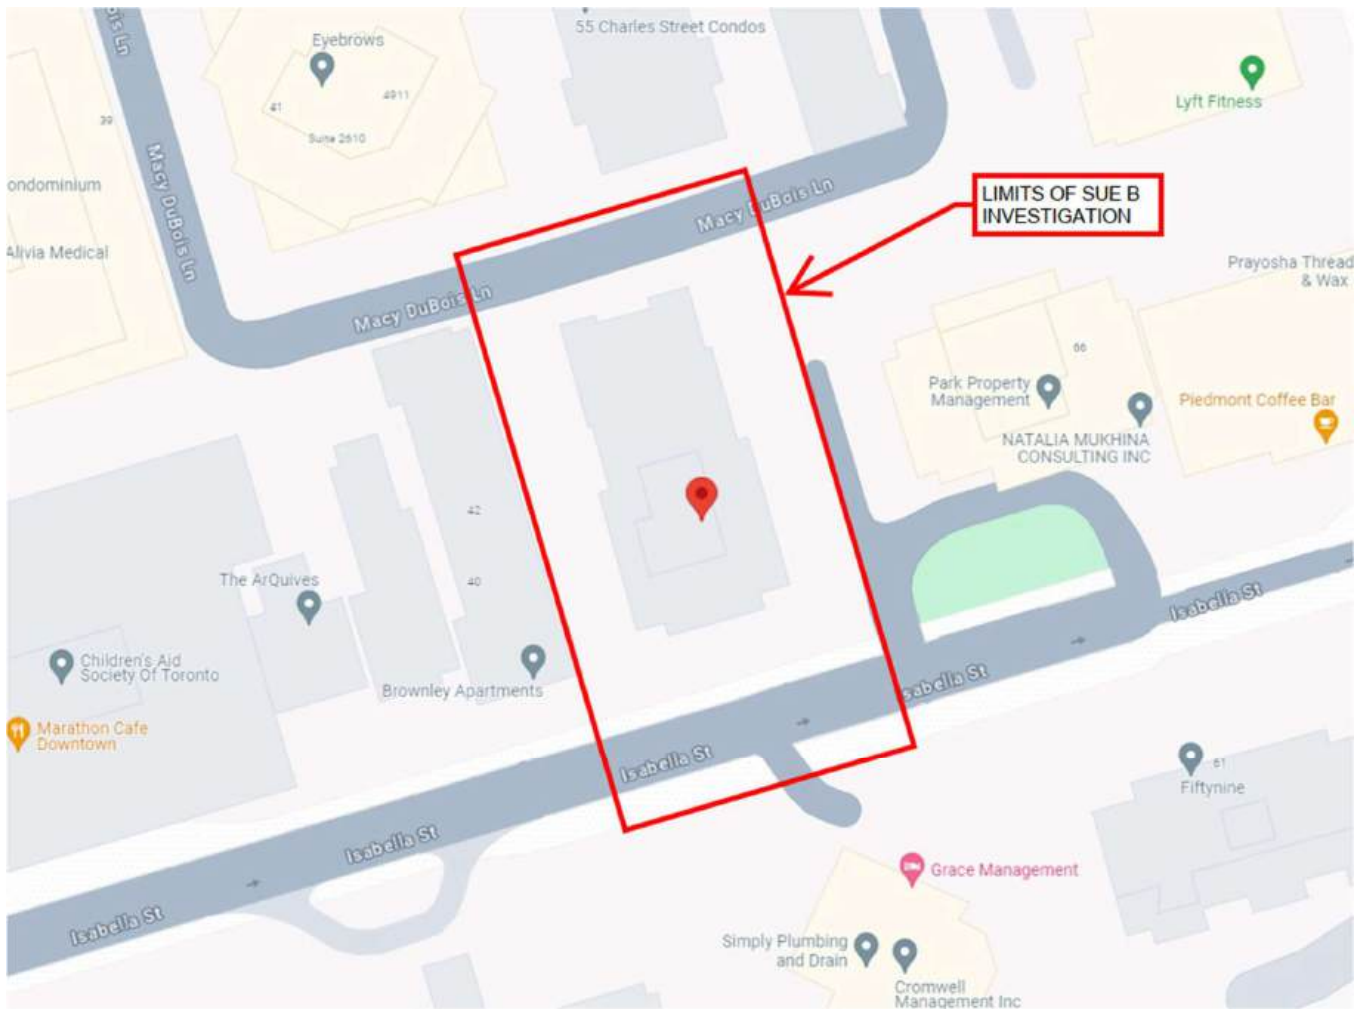 Bois Ln
Eyebrows
55 Charles Street Condos
41
4911
Suite 2610
39
Lyft Fitness
ondominium
Macy DuBois Ln
Alivia Medical
Macy DuBois Ln
LIMITS OF SUE B
INVESTIGATION
Prayosha Thread
& Wax
Macy DuBois Ln
66
Park Property
Management
Piedmont Coffee Bar
NATALIA MUKHINA
CONSULTING INC
42
40
The ArQuives
Isabella St
Children's Aid
Society Of Toronto
Brownley Apartments
Isabella St
Marathon Cafe
Downtown
Isabella St
61
Fiftynine
Isabella St
Grace Management
Isabella St
Simply Plumbing
and Drain
Cromwell
Management Inc